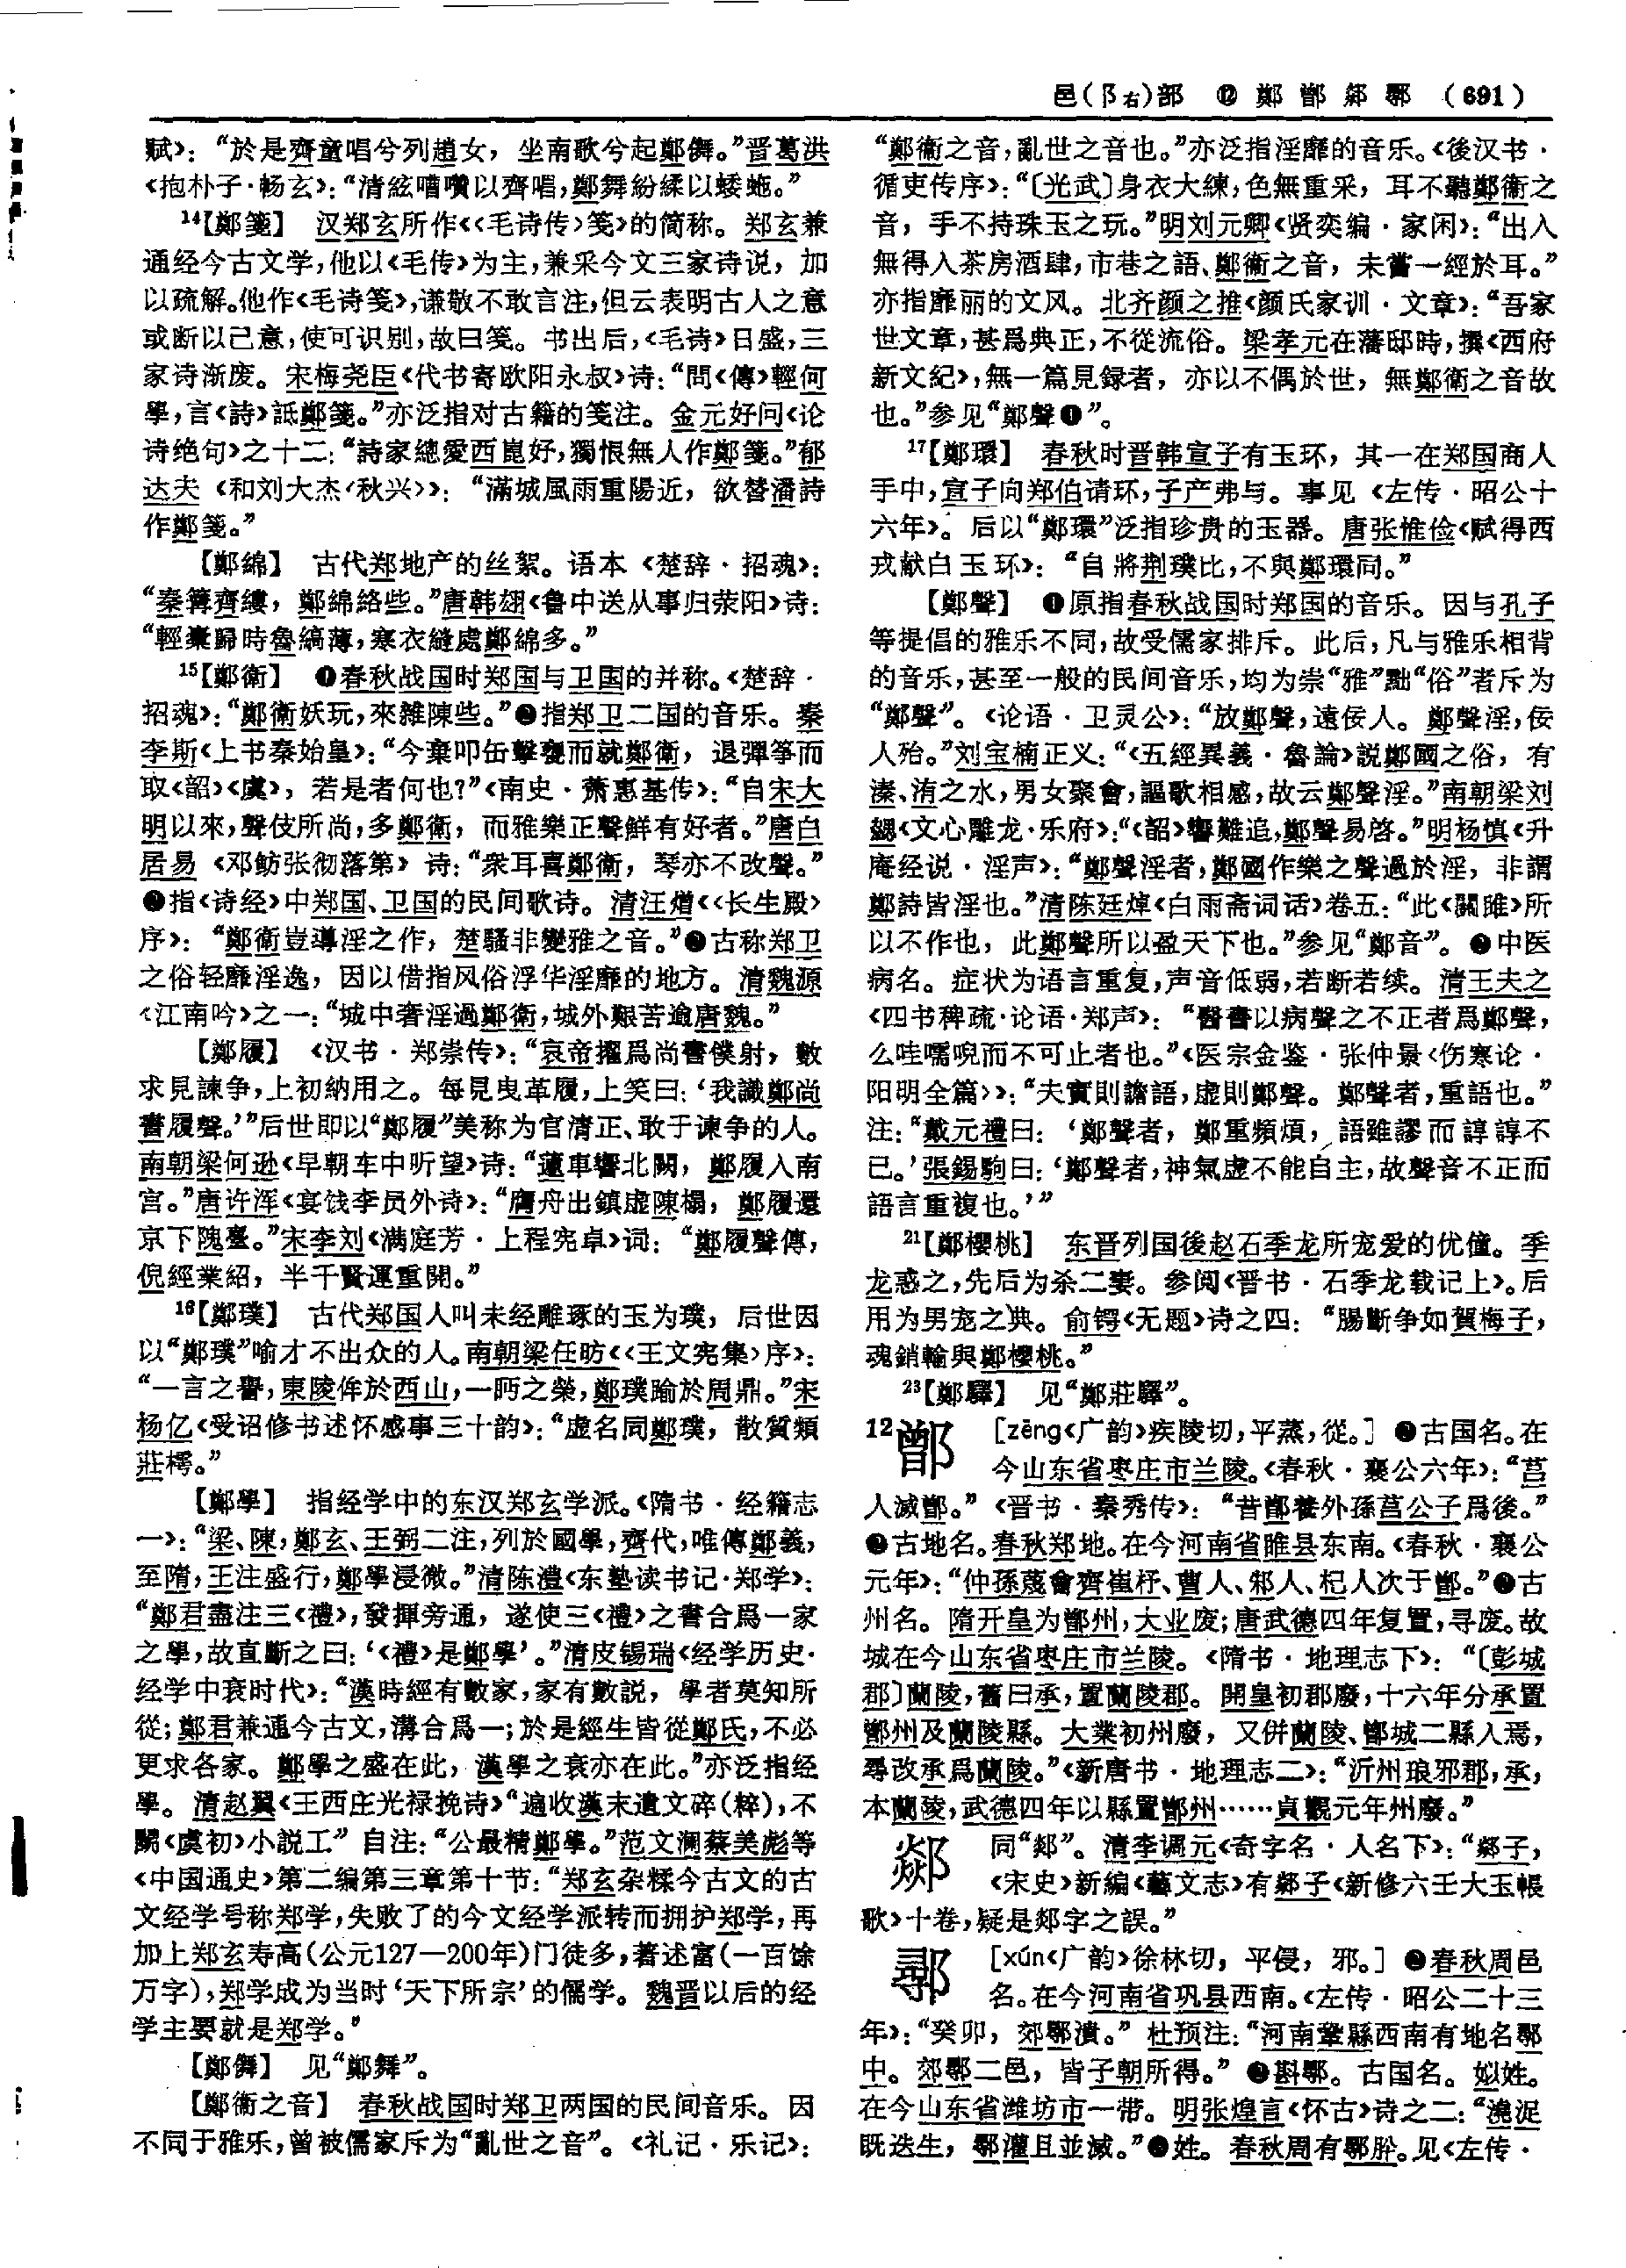 邑(阝右)部 ⑫ 鄭 鄫 䣜 鄩 (691)
赋》：“於是齊童唱兮列趙女，坐南歌兮起鄭儛。”晋葛洪
《抱朴子·畅玄》：“清絃嘈囋以齊唱，鄭舞紛緌以蜲蛇。”
14【鄭箋】 汉郑玄所作《〈毛诗传〉笺》的简称。郑玄兼
通经今古文学，他以《毛传》为主，兼采今文三家诗说，加
以疏解。他作《毛诗笺》，谦敬不敢言注，但云表明古人之意
或断以己意，使可识别，故曰笺。书出后，《毛诗》日盛，三
家诗渐废。宋梅尧臣《代书寄欧阳永叔》诗：“問《傳》輕何
學，言《詩》詆鄭箋。”亦泛指对古籍的笺注。金元好问《论
诗绝句》之十二：“詩家總愛西崑好，獨恨無人作鄭箋。”郁
达夫《和刘大杰〈秋兴〉》：“滿城風雨重陽近，欲替潘詩
作鄭箋。”
【鄭綿】 古代郑地产的丝絮。语本《楚辞·招魂》：
“秦篝齊縷，鄭綿絡些。”唐韩翃《鲁中送从事归荥阳》诗：
“輕橐歸時魯縞薄，寒衣縫處鄭綿多。”
15【鄭衛】 ❶春秋战国时郑国与卫国的并称。《楚辞·
招魂》：“鄭衛妖玩，來雜陳些。”❷指郑卫二国的音乐。秦
李斯《上书秦始皇》：“今棄叩缶擊甕而就鄭衛，退彈筝而
取《韶》《虞》，若是者何也？”《南史·萧惠基传》：“自宋大
明以來，聲伎所尚，多鄭衛，而雅樂正聲鮮有好者。”唐白
居易《邓鲂张彻落第》诗：“衆耳喜鄭衛，琴亦不改聲。”
❸指《诗经》中郑国、卫国的民间歌诗。清汪熷《〈长生殿〉
序》：“鄭衛豈導淫之作，楚騷非變雅之音。”❹古称郑卫
之俗轻靡淫逸，因以借指风俗浮华淫靡的地方。清魏源
《江南吟》之一：“城中奢淫過鄭衛，城外艱苦逾唐魏。”
【鄭履】 《汉书·郑崇传》：“哀帝擢爲尚書僕射，數
求見諫争，上初納用之。每見曳革履，上笑曰：‘我識鄭尚
書履聲。’”后世即以“鄭履”美称为官清正、敢于谏争的人。
南朝梁何逊《早朝车中听望》诗：“蘧車響北闕，鄭履入南
宫。”唐许浑《宴饯李员外诗》：“膺舟出鎮虚陳榻，鄭履還
京下隗臺。”宋李刘《满庭芳·上程宪卓》词：“鄭履聲傳，
倪經業紹，半千賢運重開。”
16【鄭璞】 古代郑国人叫未经雕琢的玉为璞，后世因
以“鄭璞”喻才不出众的人。南朝梁任昉《〈王文宪集〉序》：
“一言之譽，東陵侔於西山，一眄之榮，鄭璞踰於周鼎。”宋
杨亿《受诏修书述怀感事三十韵》：“虚名同鄭璞，散質類
莊樗。”
【鄭學】 指经学中的东汉郑玄学派。《隋书·经籍志
一》：“梁、陳，鄭玄、王弼二注，列於國學，齊代，唯傳鄭義，
至隋，王注盛行，鄭學浸微。”清陈澧《东塾读书记·郑学》：
“鄭君盡注三《禮》，發揮旁通，遂使三《禮》之書合爲一家
之學，故直斷之曰：‘《禮》是鄭學’。”清皮锡瑞《经学历史·
经学中衰时代》：“漢時經有數家，家有數説，學者莫知所
從；鄭君兼通今古文，溝合爲一；於是經生皆從鄭氏，不必
更求各家。鄭學之盛在此，漢學之衰亦在此。”亦泛指经
學。清赵翼《王西庄光禄挽诗》“遍收漢末遺文碎(粹)，不
鬭《虞初》小説工”自注：“公最精鄭學。”范文澜蔡美彪等
《中国通史》第二编第三章第十节：“郑玄杂糅今古文的古
文经学号称郑学，失败了的今文经学派转而拥护郑学，再
加上郑玄寿高(公元127—200年)门徒多，著述富(一百馀
万字)，郑学成为当时‘天下所宗’的儒学。魏晋以后的经
学主要就是郑学。”
【鄭儛】 见“鄭舞”。
【鄭衞之音】 春秋战国时郑卫两国的民间音乐。因
不同于雅乐，曾被儒家斥为“亂世之音”。《礼记·乐记》：
“鄭衞之音，亂世之音也。”亦泛指淫靡的音乐。《後汉书·
循吏传序》：“〔光武〕身衣大練，色無重采，耳不聽鄭衛之
音，手不持珠玉之玩。”明刘元卿《贤奕编·家闲》：“出入
無得入茶房酒肆，市巷之語、鄭衞之音，未嘗一經於耳。”
亦指靡丽的文风。北齐颜之推《颜氏家训·文章》：“吾家
世文章，甚爲典正，不從流俗。梁孝元在蕃邸時，撰《西府
新文紀》，無一篇見録者，亦以不偶於世，無鄭衛之音故
也。”参见“鄭聲❶”。
17【鄭環】 春秋时晋韩宣子有玉环，其一在郑国商人
手中，宣子向郑伯请环，子产弗与。事见《左传·昭公十
六年》。后以“鄭環”泛指珍贵的玉器。唐张惟俭《赋得西
戎献白玉环》：“自將荆璞比，不與鄭環同。”
【鄭聲】 ❶原指春秋战国时郑国的音乐。因与孔子
等提倡的雅乐不同，故受儒家排斥。此后，凡与雅乐相背
的音乐，甚至一般的民间音乐，均为崇“雅”黜“俗”者斥为
“鄭聲”。《论语·卫灵公》：“放鄭聲，遠佞人。鄭聲淫，佞
人殆。”刘宝楠正义：“《五經異義·魯論》説鄭國之俗，有
溱、洧之水，男女聚會，謳歌相感，故云鄭聲淫。”南朝梁刘
勰《文心雕龙·乐府》：“《韶》響難追，鄭聲易啓。”明杨慎《升
庵经说·淫声》：“鄭聲淫者，鄭國作樂之聲過於淫，非謂
鄭詩皆淫也。”清陈廷焯《白雨斋词话》卷五：“此《關雎》所
以不作也，此鄭聲所以盈天下也。”参见“鄭音”。❷中医
病名。症状为语言重复，声音低弱，若断若续。清王夫之
《四书稗疏·论语·郑声》：“醫書以病聲之不正者爲鄭聲，
么哇嚅唲而不可止者也。”《医宗金鉴·张仲景〈伤寒论·
阳明全篇〉》：“夫實則譫語，虚則鄭聲。鄭聲者，重語也。”
注：“戴元禮曰：‘鄭聲者，鄭重頻煩，語雖謬而諄諄不
已。’張錫駒曰：‘鄭聲者，神氣虚不能自主，故聲音不正而
語言重複也。’”
21【鄭櫻桃】 东晋列国後赵石季龙所宠爱的优僮。季
龙惑之，先后为杀二妻。参阅《晋书·石季龙载记上》。后
用为男宠之典。俞锷《无题》诗之四：“腸斷争如賀梅子，
魂銷輸與鄭櫻桃。”
23【鄭驛】 见“鄭莊驛”。
12鄫 [zēng《广韵》疾陵切，平蒸，從。] ❶古国名。在
今山东省枣庄市兰陵。《春秋·襄公六年》：“莒
人滅鄫。”《晋书·秦秀传》：“昔鄫養外孫莒公子爲後。”
❷古地名。春秋郑地。在今河南省睢县东南。《春秋·襄公
元年》：“仲孫蔑會齊崔杼、曹人、邾人、杞人次于鄫。”❸古
州名。隋开皇为鄫州，大业废；唐武德四年复置，寻废。故
城在今山东省枣庄市兰陵。《隋书·地理志下》：“〔彭城
郡〕蘭陵，舊曰承，置蘭陵郡。開皇初郡廢，十六年分承置
鄫州及蘭陵縣。大業初州廢，又併蘭陵、鄫城二縣入焉，
尋改承爲蘭陵。”《新唐书·地理志二》：“沂州琅邪郡，承，
本蘭陵，武德四年以縣置鄫州……貞觀元年州廢。”
同“郯”。清李调元《奇字名·人名下》：“子，
《宋史》新編《藝文志》有子《新修六壬大玉帳
歌》十卷，疑是郯字之誤。”
鄩 [xún《广韵》徐林切，平侵，邪。] ❶春秋周邑
名。在今河南省巩县西南。《左传·昭公二十三
年》：“癸卯，郊鄩潰。”杜预注：“河南鞏縣西南有地名鄩
中。郊鄩二邑，皆子朝所得。”❷斟鄩。古国名。姒姓。
在今山东省潍坊市一带。明张煌言《怀古》诗之二：“澆浞
既迭生，鄩灌且並滅。”❸姓。春秋周有鄩肸。见《左传·